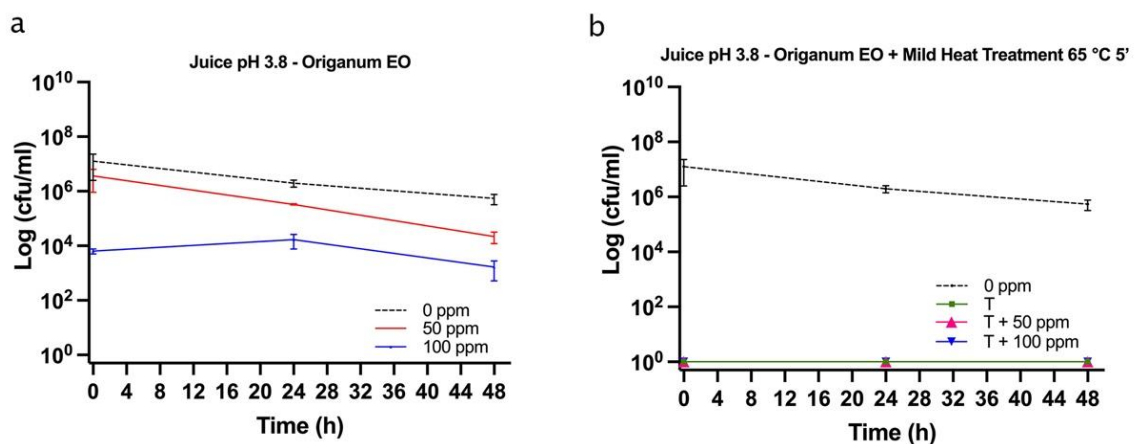 a
Juice pH 3.8 - Origanum EO
Log (cfu/ml)
10^10
10^8
10^6
10^4
10^2
10^0
0 ppm
50 ppm
100 ppm
0 4 8 12 16 20 24 28 32 36 40 44 48
Time (h)
b
Juice pH 3.8 - Origanum EO + Mild Heat Treatment 65 °C 5’
Log (cfu/ml)
10^10
10^8
10^6
10^4
10^2
10^0
0 ppm
T
T + 50 ppm
T + 100 ppm
0 4 8 12 16 20 24 28 32 36 40 44 48
Time (h)